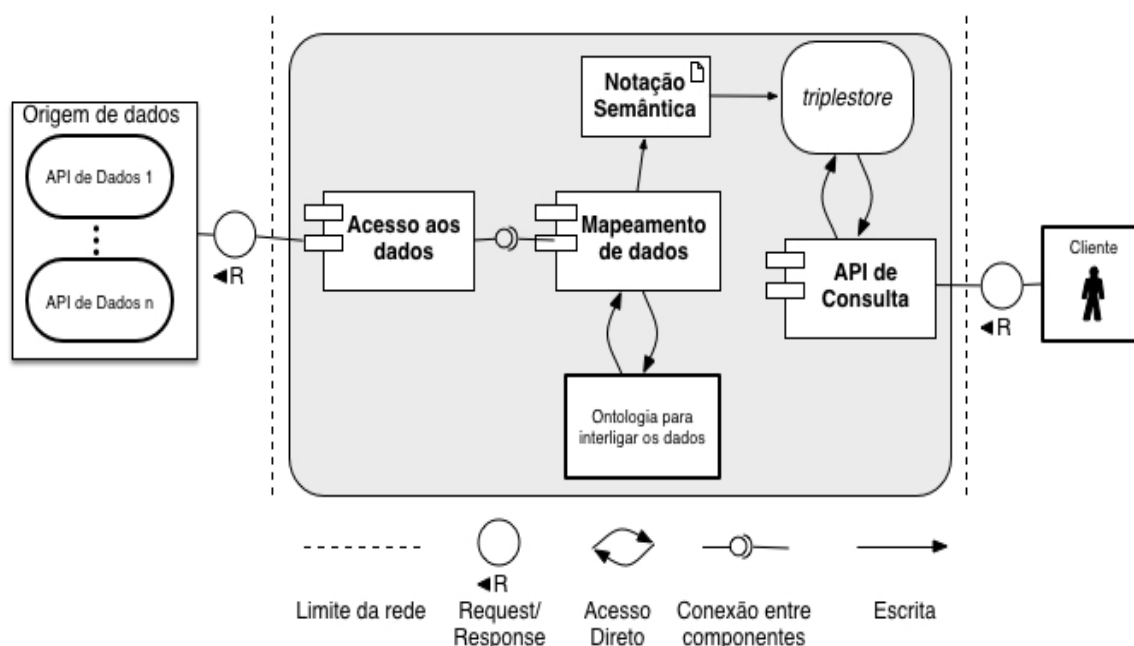 Origem de dados
API de Dados 1
API de Dados n
◄R
Acesso aos
dados
Mapeamento
de dados
Notação
Semântica
triplestore
API de
Consulta
Ontologia para
interligar os dados
◄R
Cliente
Limite da rede
◄R
Request/
Response
Acesso
Direto
Conexão entre
componentes
Escrita